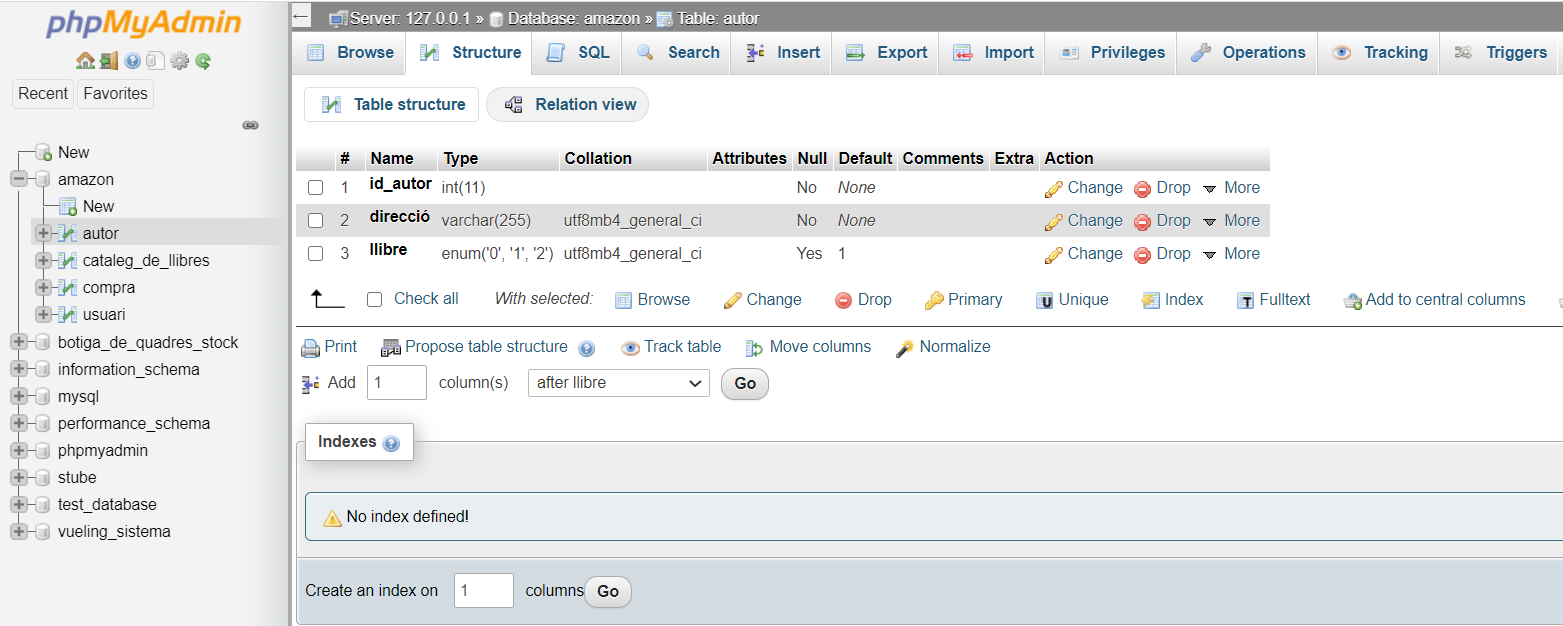 phpMyAdmin
Recent Favorites
New
amazon
New
autor
cataleg_de_llibres
compra
usuari
botiga_de_quadres_stock
information_schema
mysql
performance_schema
phpmyadmin
stube
test_database
vueling_sistema
Server: 127.0.0.1 » Database: amazon » Table: autor
Browse Structure SQL Search Insert Export Import Privileges Operations Tracking Triggers
Table structure Relation view
# Name Type Collation Attributes Null Default Comments Extra Action
1 id_autor int(11) No None Change Drop More
2 direcció varchar(255) utf8mb4_general_ci No None Change Drop More
3 llibre enum('0', '1', '2') utf8mb4_general_ci Yes 1 Change Drop More
Check all With selected: Browse Change Drop Primary Unique Index Fulltext Add to central columns
Print Propose table structure Track table Move columns Normalize
Add 1 column(s) after llibre Go
Indexes
No index defined!
Create an index on 1 columns Go